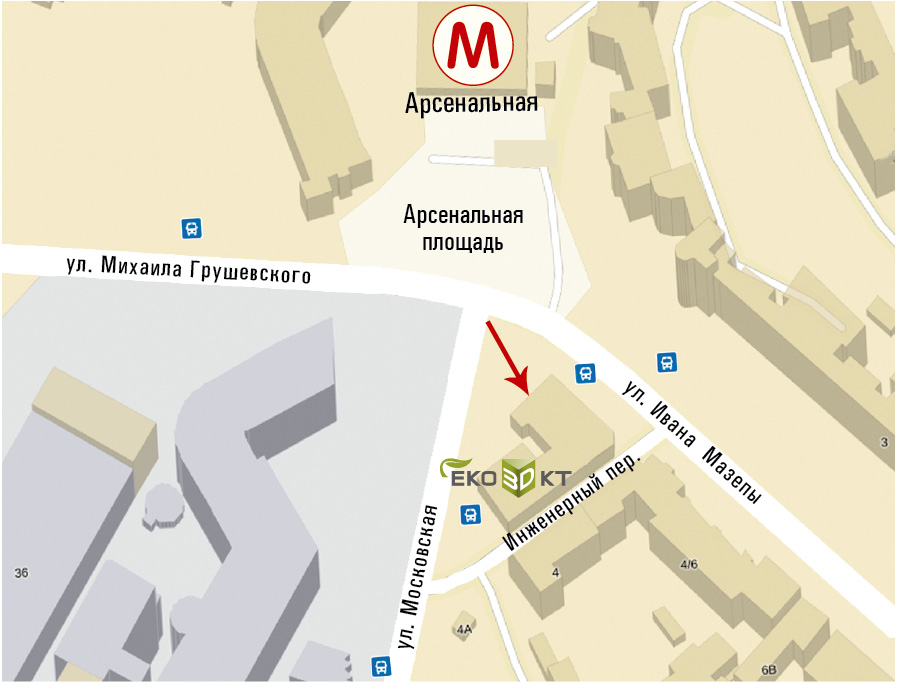 М
Арсенальная
Арсенальная
площадь
ул. Михаила Грушевского
ул. Ивана Мазепы
3
ЕКО 3D КТ
Инженерный пер.
ул. Московская
36
4
4/6
4А
6В